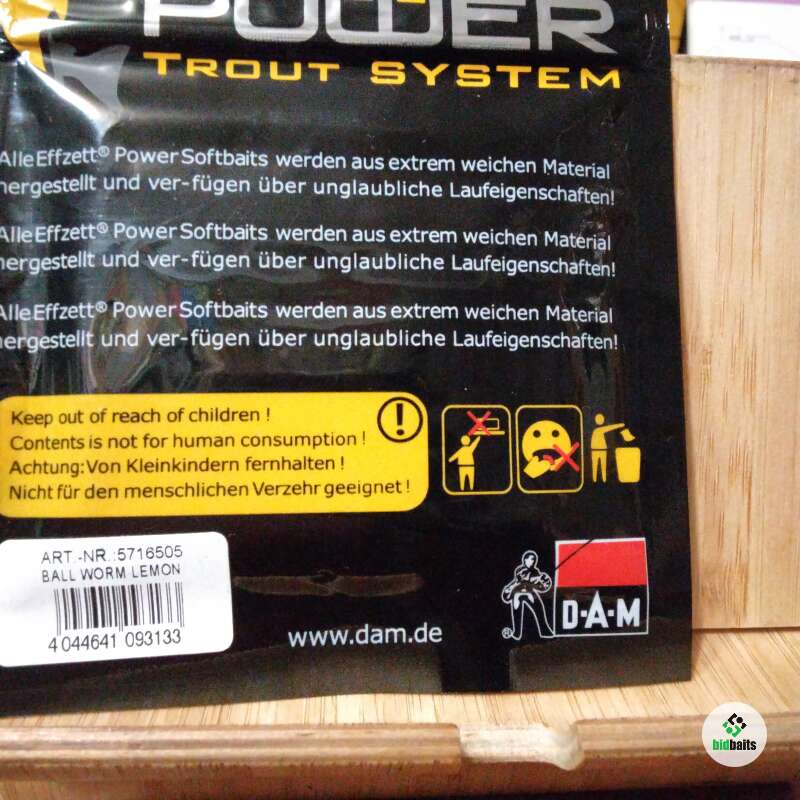 POWER
TROUT SYSTEM
Alle Effzett® Power Softbaits werden aus extrem weichen Material
hergestellt und ver-fügen über unglaubliche Laufeigenschaften!
Alle Effzett® Power Softbaits werden aus extrem weichen Material
hergestellt und ver-fügen über unglaubliche Laufeigenschaften!
Alle Effzett® Power Softbaits werden aus extrem weichen Material
hergestellt und ver-fügen über unglaubliche Laufeigenschaften!
Keep out of reach of children !
Contents is not for human consumption !
Achtung: Von Kleinkindern fernhalten !
Nicht für den menschlichen Verzehr geeignet !
ART.-NR.:5716505
BALL WORM LEMON
4 044641 093133
www.dam.de
®
D·A·M
bidbaits